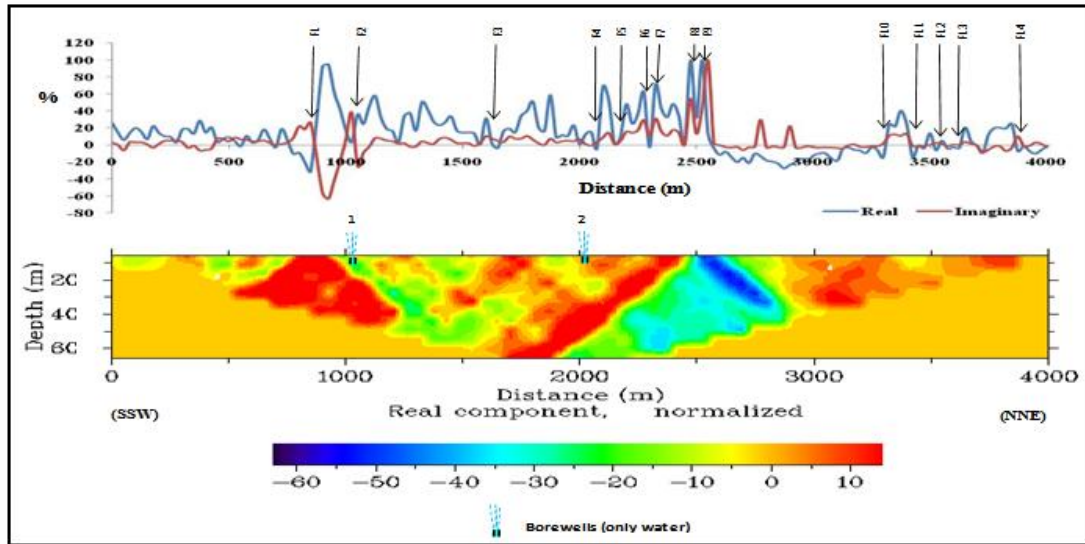 F1 F2 F3 F4 F5 F6 F7 F8 F9 F10 F11 F12 F13 F14
120
100
80
60
40
20
0
-20
-40
-60
-80
%
0 500 1000 1500 2000 2500 3000 3500 4000
Distance (m)
Real Imaginary
1 2
Depth (m)
20
40
60
0 1000 2000 3000 4000
Distance (m)
(SSW) Real component, normalized (NNE)
-60 -50 -40 -30 -20 -10 0 10
Borewells (only water)